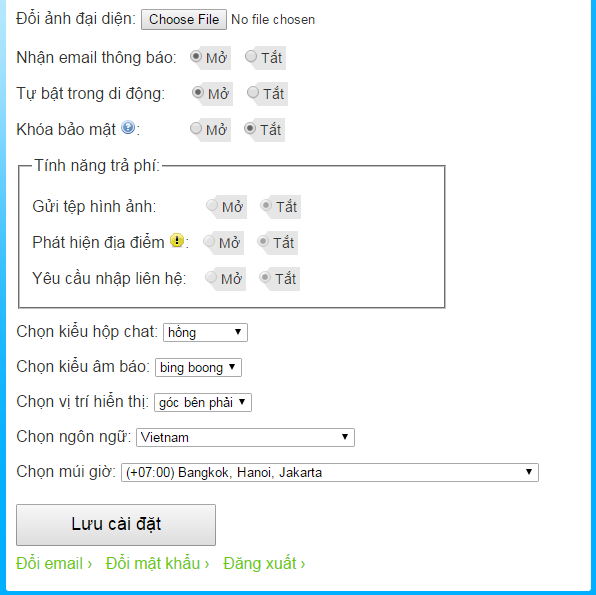 Đổi ảnh đại diện: Choose File No file chosen
Nhận email thông báo: Mở Tắt
Tự bật trong di động: Mở Tắt
Khóa bảo mật ?: Mở Tắt
Tính năng trả phí:
Gửi tệp hình ảnh: Mở Tắt
Phát hiện địa điểm !: Mở Tắt
Yêu cầu nhập liên hệ: Mở Tắt
Chọn kiểu hộp chat: hồng
Chọn kiểu âm báo: bing boong
Chọn vị trí hiển thị: góc bên phải
Chọn ngôn ngữ: Vietnam
Chọn múi giờ: (+07:00) Bangkok, Hanoi, Jakarta
Lưu cài đặt
Đổi email › Đổi mật khẩu › Đăng xuất ›